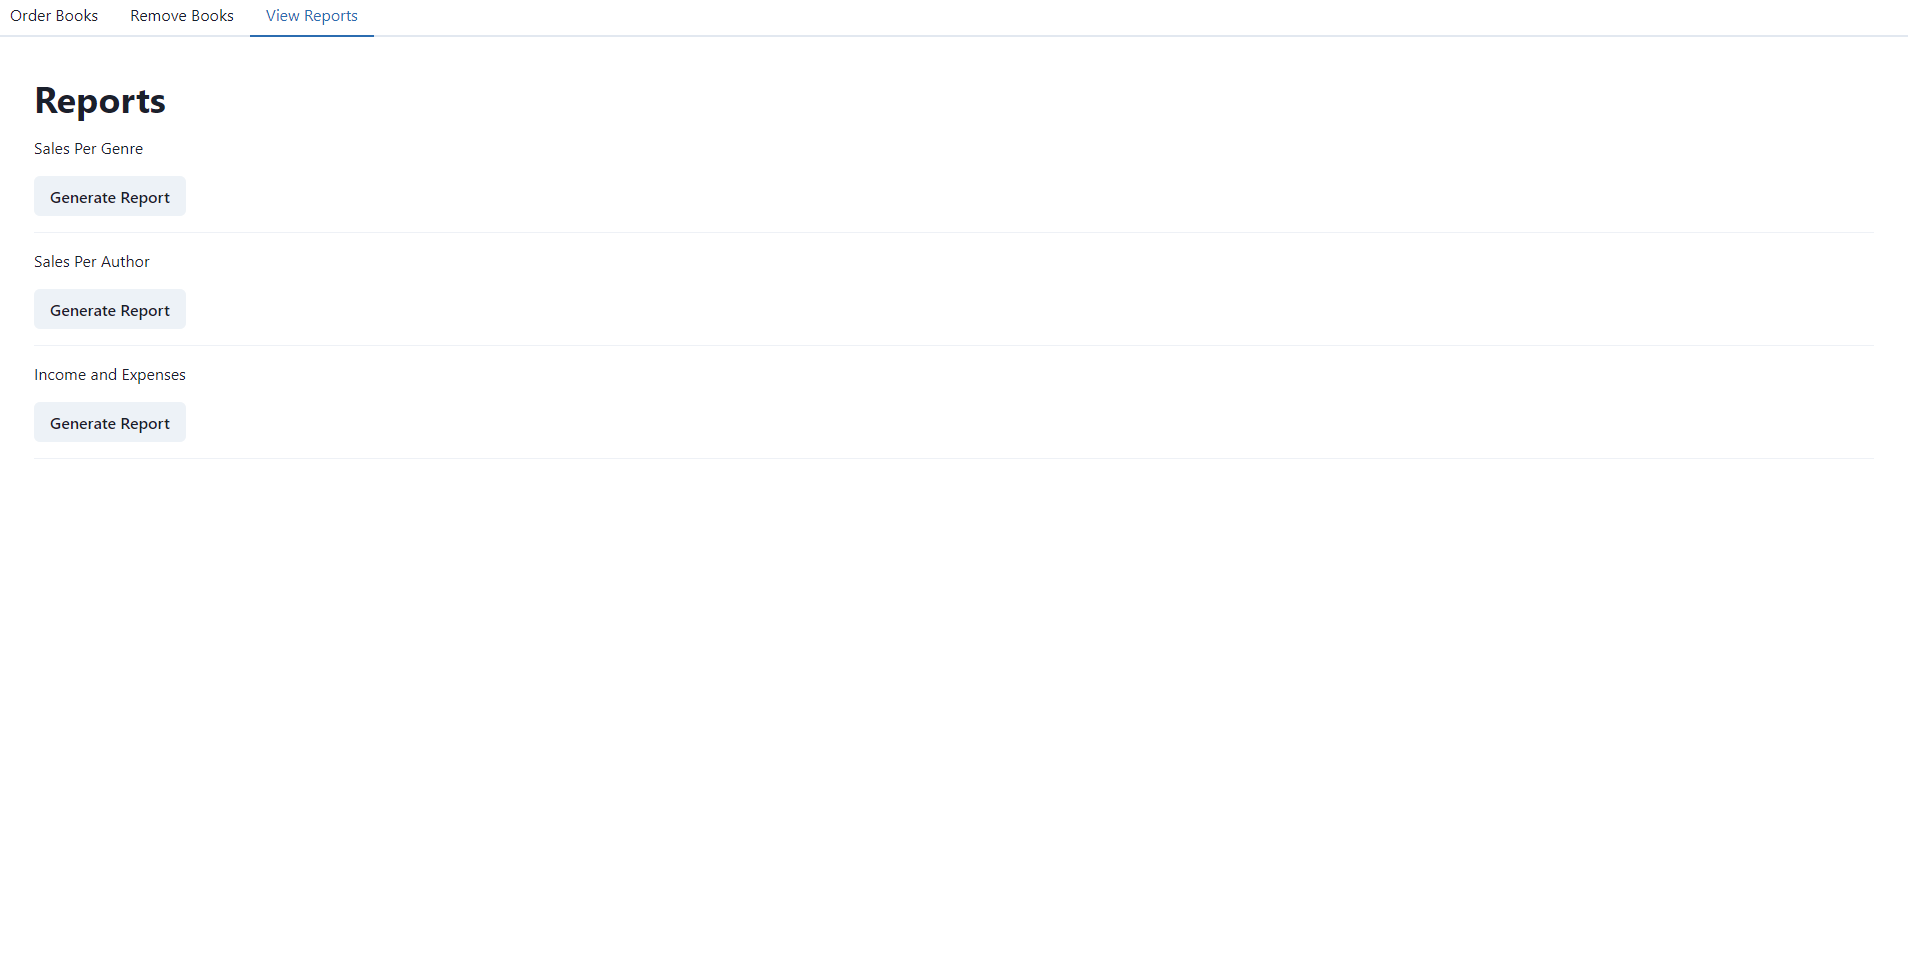 Order Books Remove Books View Reports
Reports
Sales Per Genre
Generate Report
Sales Per Author
Generate Report
Income and Expenses
Generate Report